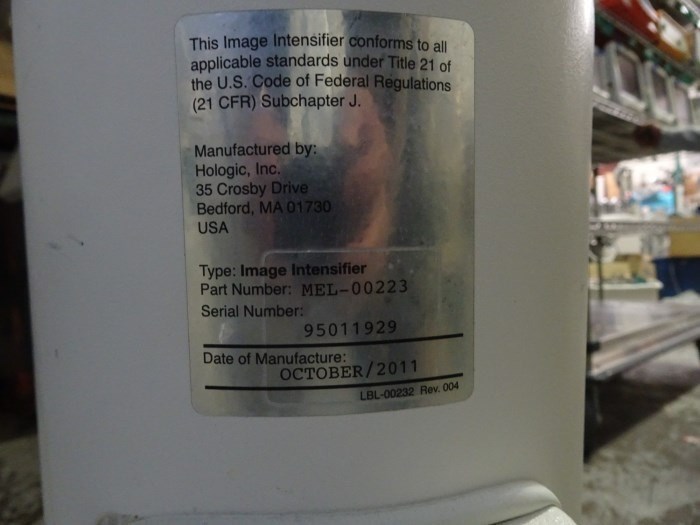 This Image Intensifier conforms to all
applicable standards under Title 21 of
the U.S. Code of Federal Regulations
(21 CFR) Subchapter J.
Manufactured by:
Hologic, Inc.
35 Crosby Drive
Bedford, MA 01730
USA
Type: Image Intensifier
Part Number: MEL-00223
Serial Number:
95011929
Date of Manufacture:
OCTOBER/2011
LBL-00232 Rev. 004